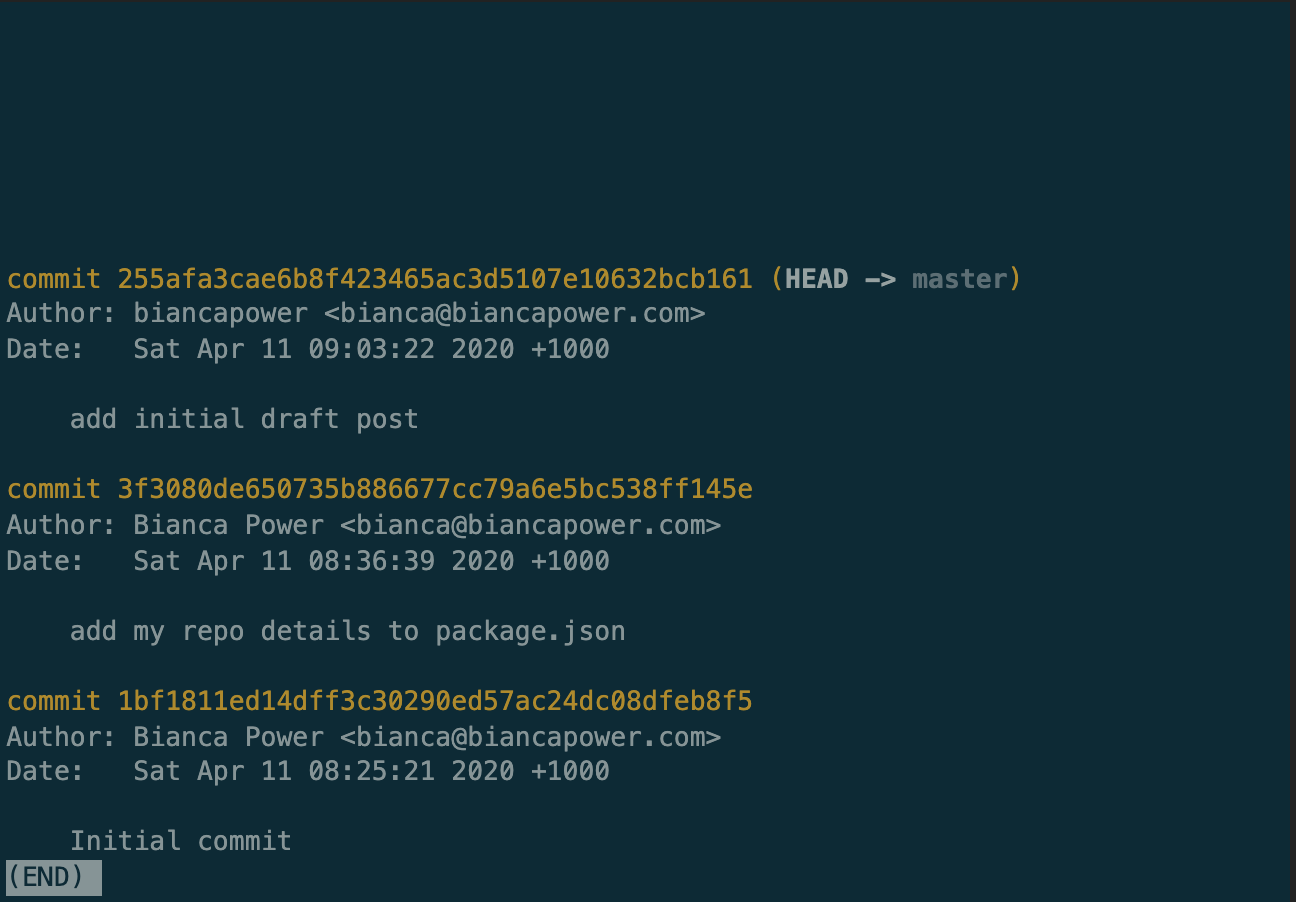 commit 255afa3cae6b8f423465ac3d5107e10632bcb161 (HEAD -> master)
Author: biancapower <bianca@biancapower.com>
Date:   Sat Apr 11 09:03:22 2020 +1000
    add initial draft post
commit 3f3080de650735b886677cc79a6e5bc538ff145e
Author: Bianca Power <bianca@biancapower.com>
Date:   Sat Apr 11 08:36:39 2020 +1000
    add my repo details to package.json
commit 1bf1811ed14dff3c30290ed57ac24dc08dfeb8f5
Author: Bianca Power <bianca@biancapower.com>
Date:   Sat Apr 11 08:25:21 2020 +1000
    Initial commit
(END)